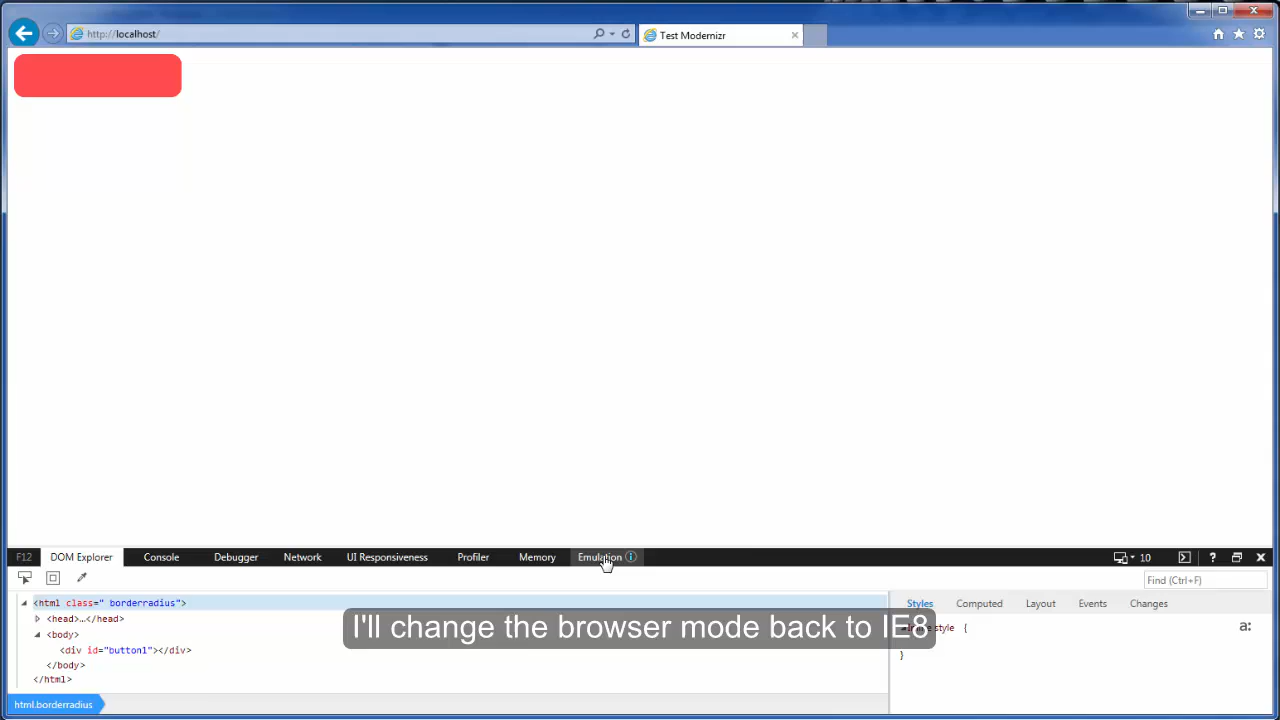 http://localhost/
Test Modernizr
F12 DOM Explorer Console Debugger Network UI Responsiveness Profiler Memory Emulation 10
Find (Ctrl+F)
<html class=" borderradius">
<head>…</head>
<body>
<div id="button1"></div>
</body>
</html>
Styles Computed Layout Events Changes
style {
}
a:
I'll change the browser mode back to IE8
html.borderradius